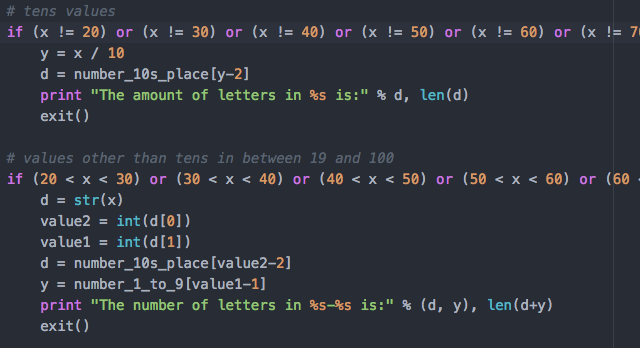 # tens values
if (x != 20) or (x != 30) or (x != 40) or (x != 50) or (x != 60) or (x != 70
y = x / 10
d = number_10s_place[y-2]
print "The amount of letters in %s is:" % d, len(d)
exit()
# values other than tens in between 19 and 100
if (20 < x < 30) or (30 < x < 40) or (40 < x < 50) or (50 < x < 60) or (60 <
d = str(x)
value2 = int(d[0])
value1 = int(d[1])
d = number_10s_place[value2-2]
y = number_1_to_9[value1-1]
print "The number of letters in %s-%s is:" % (d, y), len(d+y)
exit()